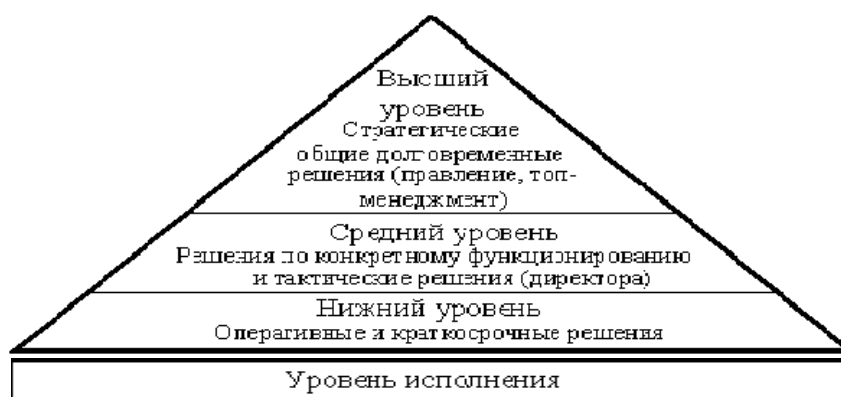 Высший
уровень
Стратегические
общие долговременные
решения (правление, топ-
менеджмент)
Средний уровень
Решения по конкретному функционированию
и тактические решения (директора)
Нижний уровень
Оперативные и краткосрочные решения
Уровень исполнения